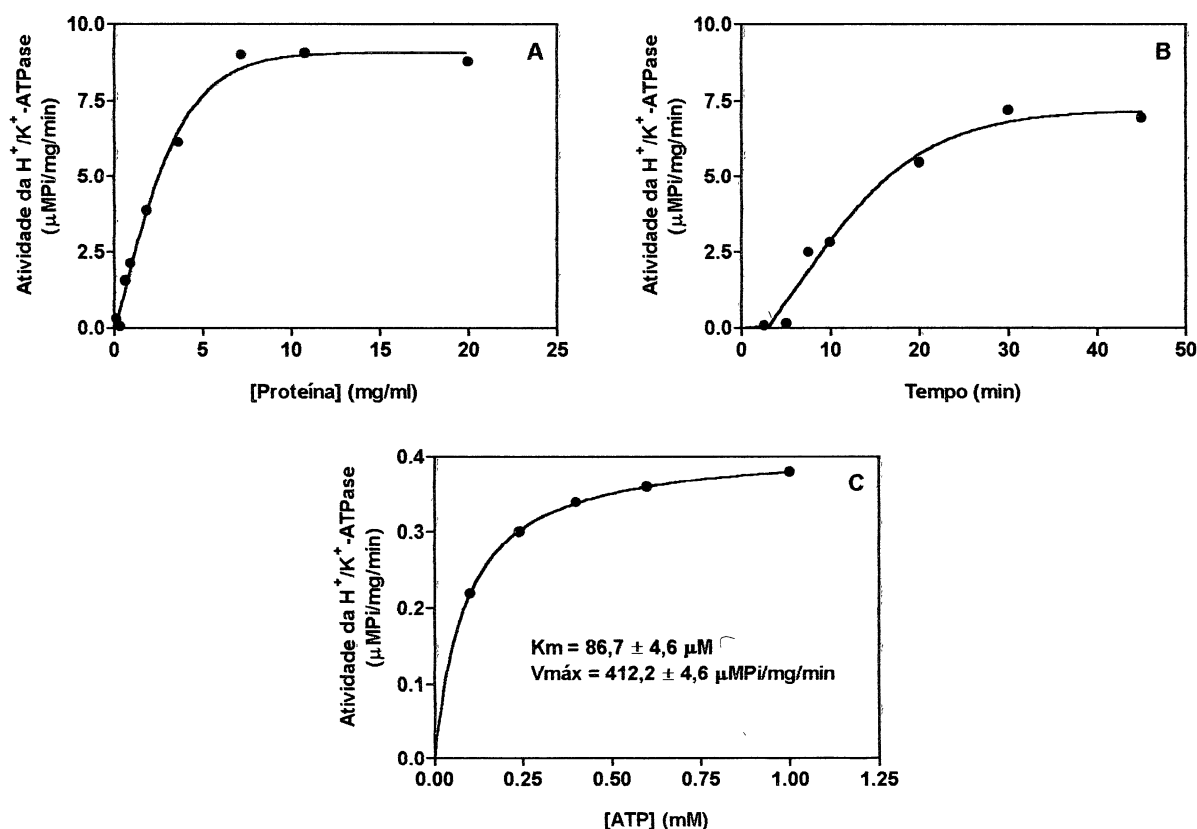 A
10.0
7.5
5.0
2.5
0.0
0 5 10 15 20 25
Atividade da H⁺/K⁺-ATPase
(μMPi/mg/min)
[Proteína] (mg/ml)
B
10.0
7.5
5.0
2.5
0.0
0 10 20 30 40 50
Atividade da H⁺/K⁺-ATPase
(μMPi/mg/min)
Tempo (min)
C
0.4
0.3
0.2
0.1
0.0
0.00 0.25 0.50 0.75 1.00 1.25
Atividade da H⁺/K⁺-ATPase
(μMPi/mg/min)
Km = 86,7 ± 4,6 μM
Vmáx = 412,2 ± 4,6 μMPi/mg/min
[ATP] (mM)